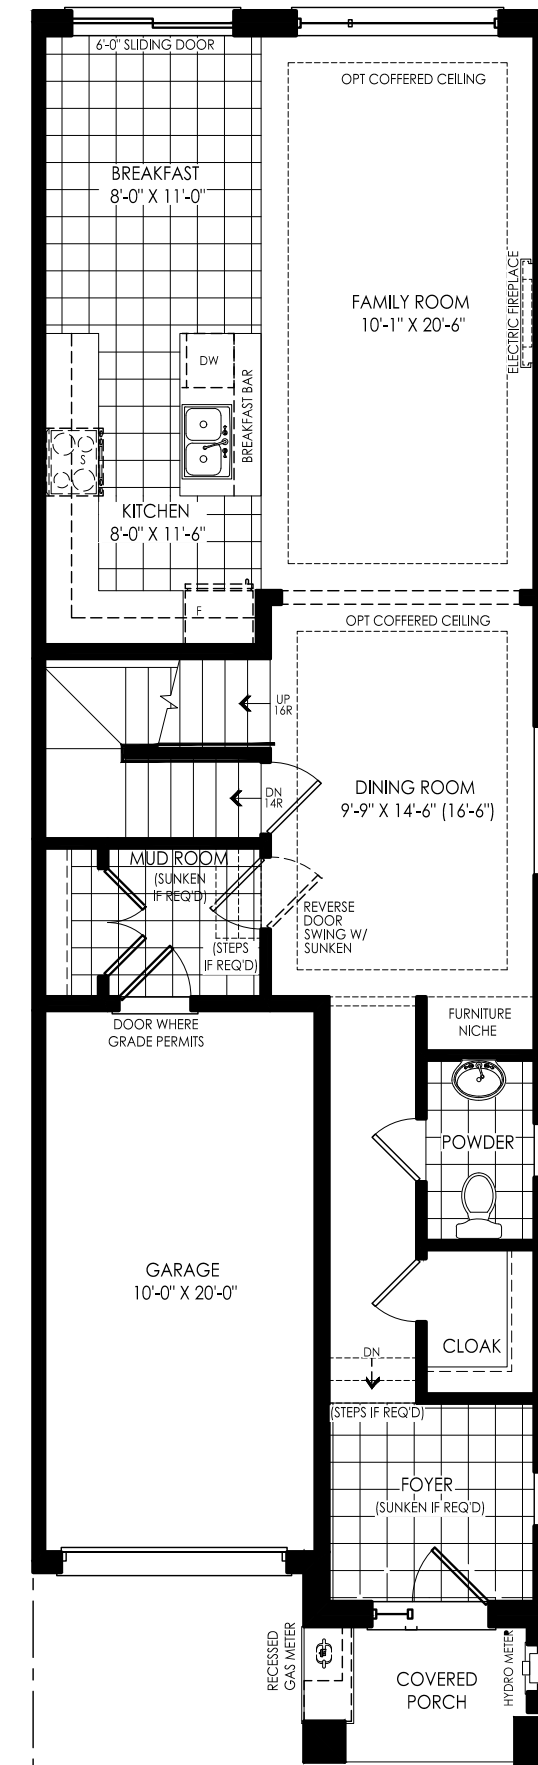 6'-0" SLIDING DOOR
OPT COFFERED CEILING
BREAKFAST
8'-0" X 11'-0"
FAMILY ROOM
10'-1" X 20'-6"
ELECTRIC FIREPLACE
DW
BREAKFAST BAR
S
KITCHEN
8'-0" X 11'-6"
F
P
OPT COFFERED CEILING
UP
16R
DN
14R
DINING ROOM
9'-9" X 14'-6" (16'-6")
MUD ROOM
(SUNKEN
IF REQ'D)
REVERSE
DOOR
SWING W/
SUNKEN
(STEPS
IF REQ'D)
DOOR WHERE
GRADE PERMITS
FURNITURE
NICHE
POWDER
GARAGE
10'-0" X 20'-0"
CLOAK
DN
(STEPS IF REQ'D)
FOYER
(SUNKEN IF REQ'D)
RECESSED
GAS METER
COVERED
PORCH
HYDRO METER